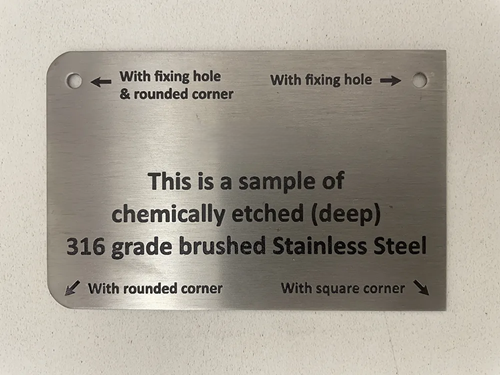 With fixing hole
& rounded corner
With fixing hole
This is a sample of
chemically etched (deep)
316 grade brushed Stainless Steel
With rounded corner
With square corner